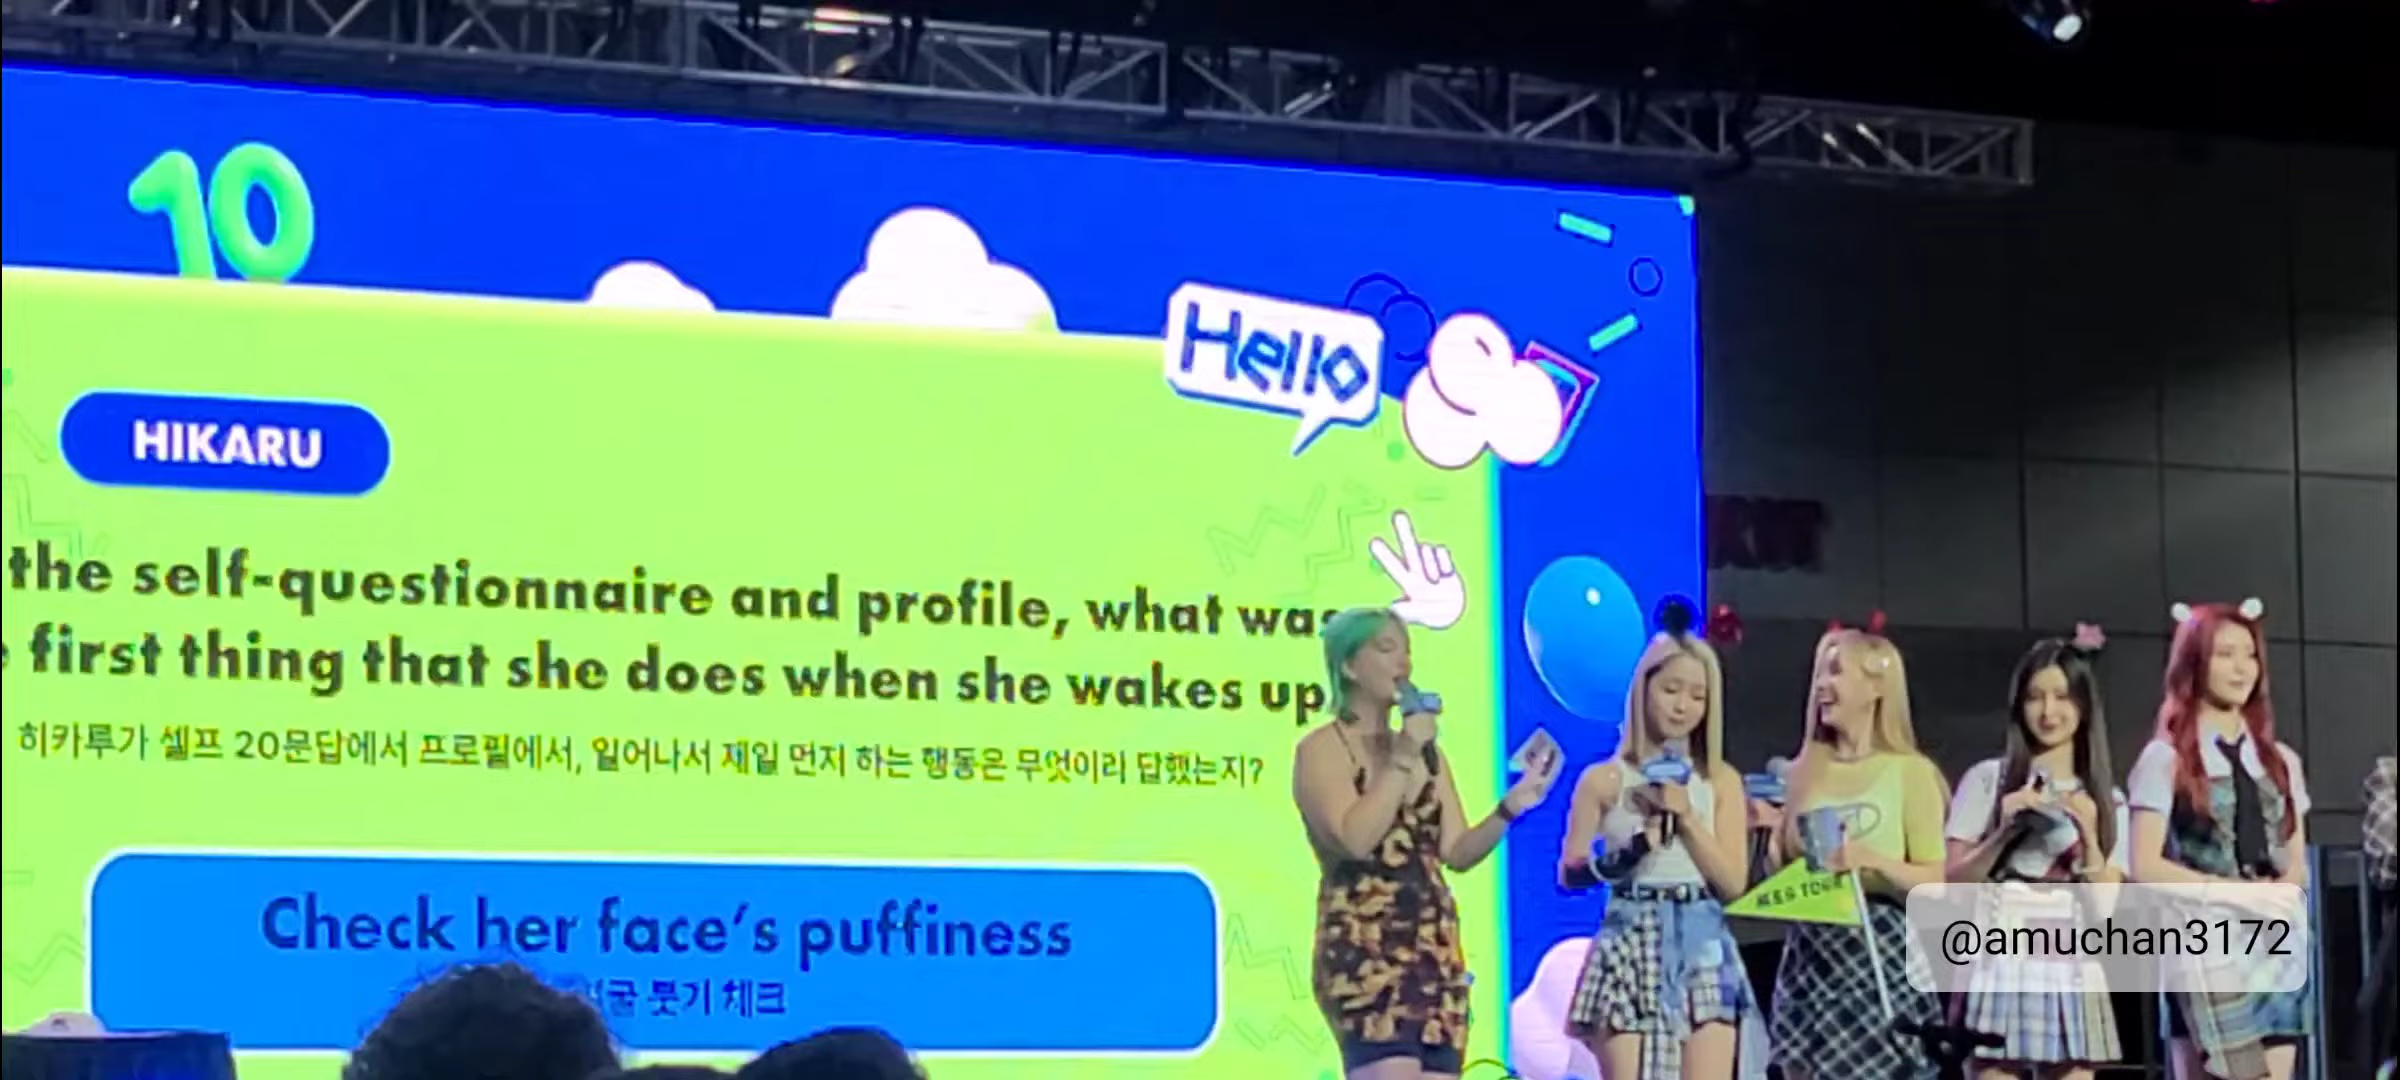 10
Hello
HIKARU
the self-questionnaire and profile, what was
first thing that she does when she wakes up
히카루가 셀프 20문답에서 프로필에서, 일어나서 재일 먼저 하는 행동은 무엇이리 답했는지?
Check her face's puffiness
굴 붓기 체크
@amuchan3172